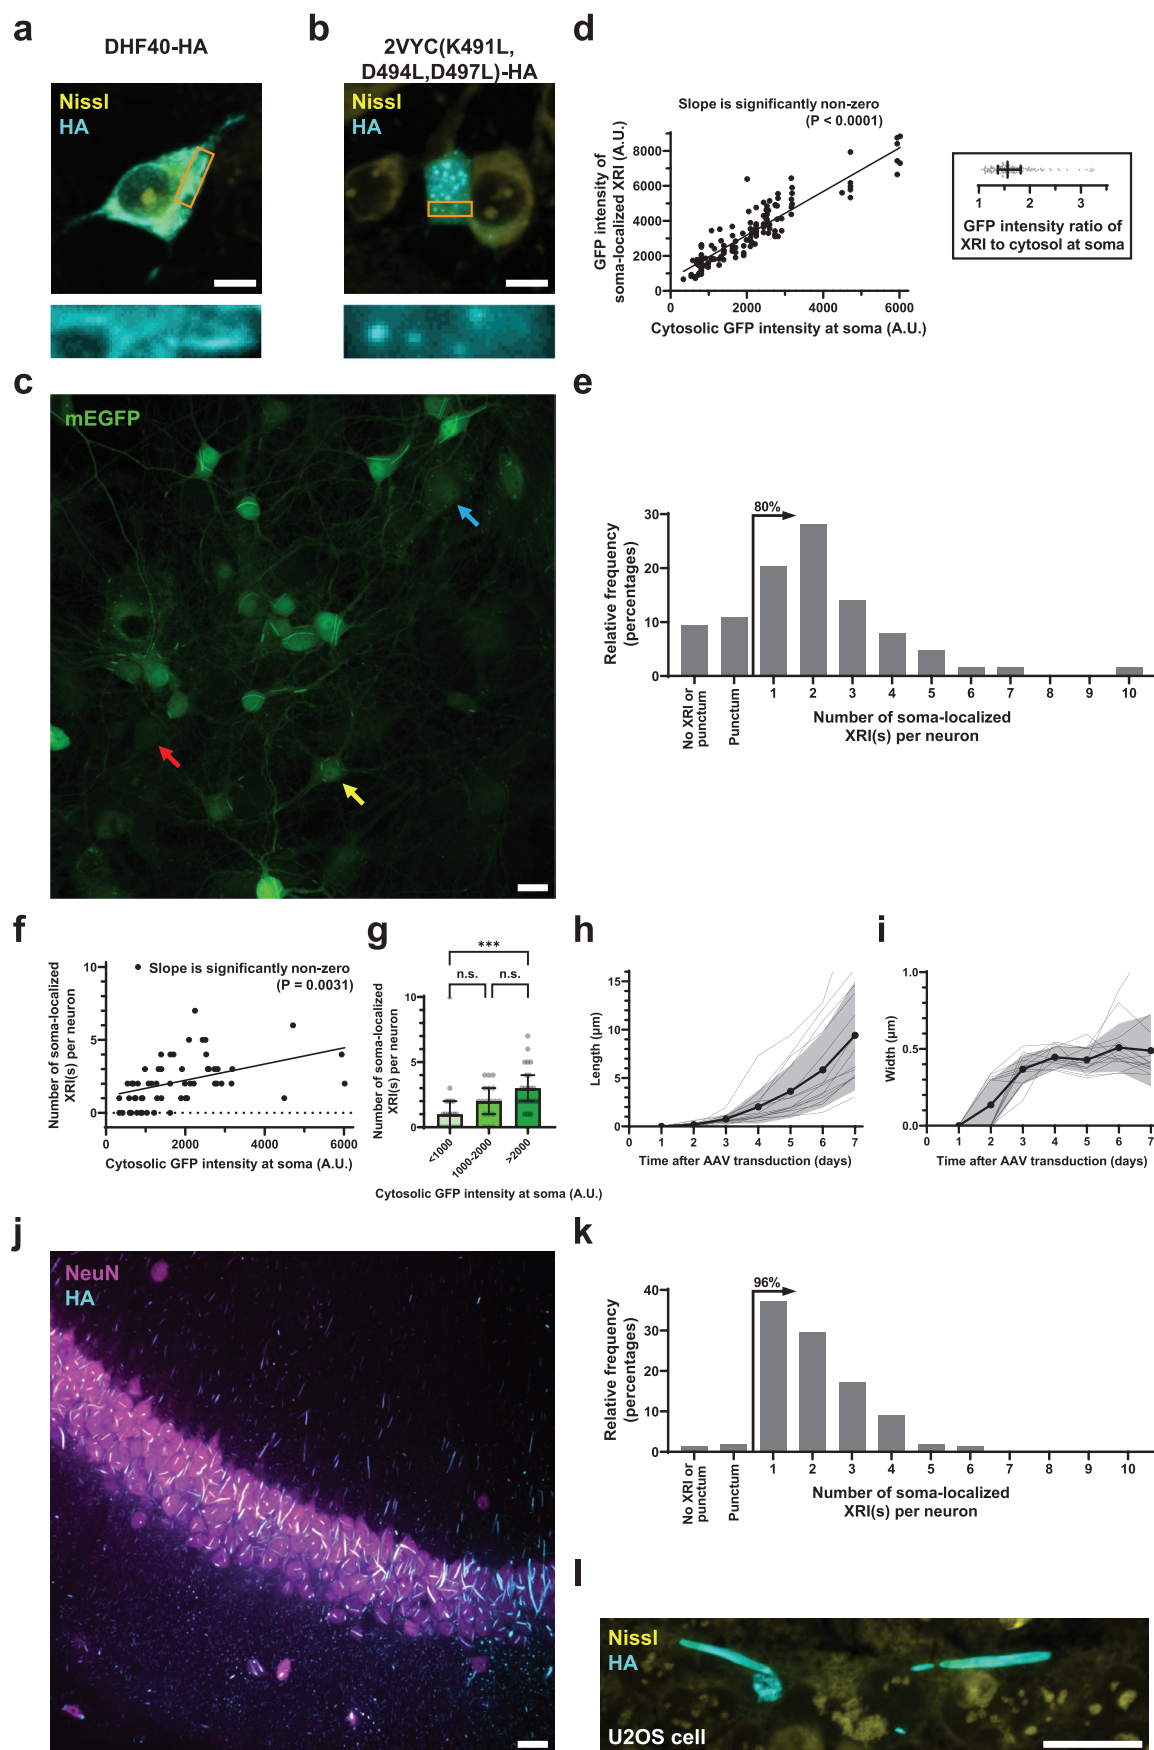 a
DHF40-HA
Nissl
HA
b
2VYC(K491L,
D494L,D497L)-HA
Nissl
HA
d
Slope is significantly non-zero
(P < 0.0001)
GFP intensity of
soma-localized XRI (A.U.)
8000
6000
4000
2000
0
0
2000
4000
6000
Cytosolic GFP intensity at soma (A.U.)
1
2
3
GFP intensity ratio of
XRI to cytosol at soma
c
mEGFP
e
80%
Relative frequency
(percentages)
30
20
10
0
No XRI or
punctum
Punctum
1
2
3
4
5
6
7
8
9
10
Number of soma-localized
XRI(s) per neuron
f
Slope is significantly non-zero
(P = 0.0031)
Number of soma-localized
XRI(s) per neuron
10
5
0
0
2000
4000
6000
Cytosolic GFP intensity at soma (A.U.)
g
***
n.s.
n.s.
Number of soma-localized
XRI(s) per neuron
10
5
0
<1000
1000-2000
>2000
Cytosolic GFP intensity at soma (A.U.)
h
Length (µm)
15
10
5
0
0
1
2
3
4
5
6
7
Time after AAV transduction (days)
i
Width (µm)
1.0
0.5
0.0
0
1
2
3
4
5
6
7
Time after AAV transduction (days)
j
NeuN
HA
k
96%
Relative frequency
(percentages)
40
30
20
10
0
No XRI or
punctum
Punctum
1
2
3
4
5
6
7
8
9
10
Number of soma-localized
XRI(s) per neuron
l
Nissl
HA
U2OS cell